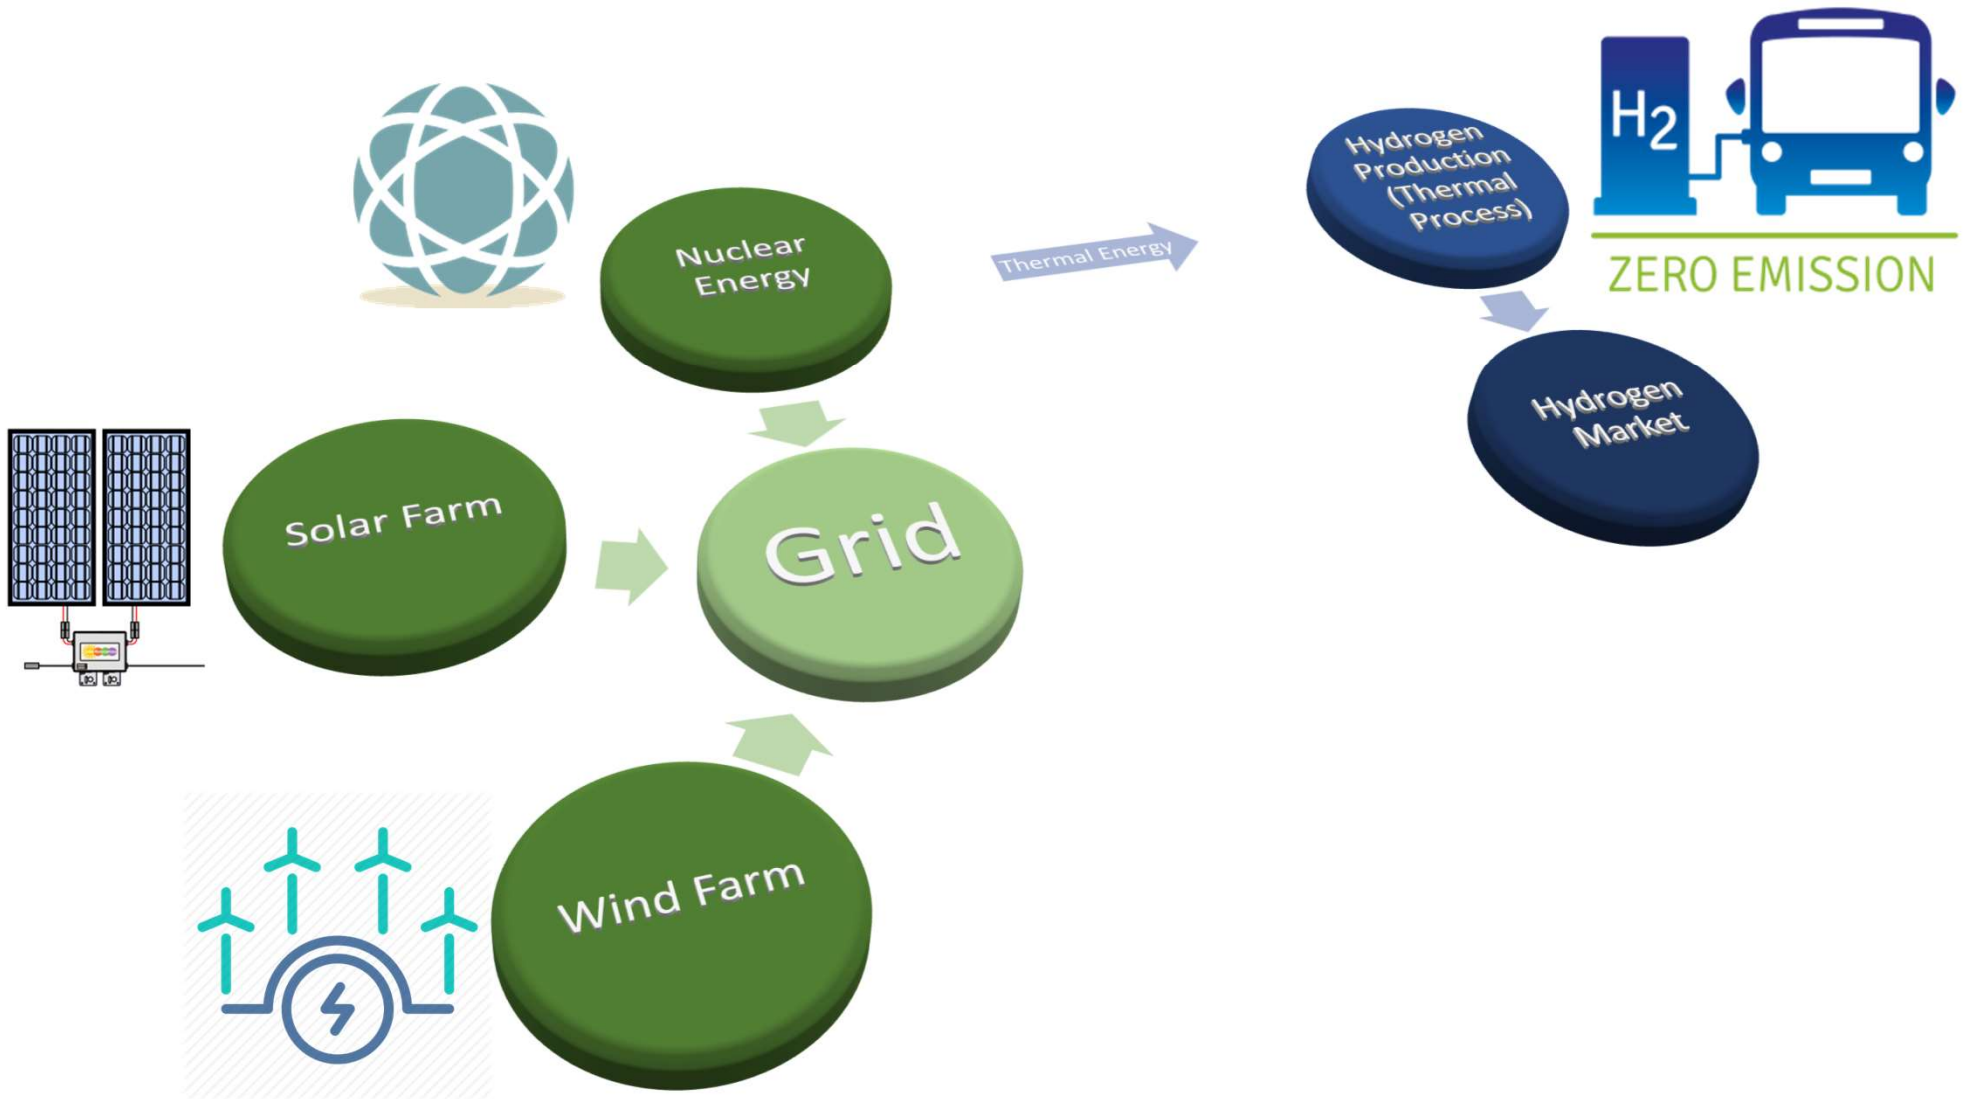 H2
ZERO EMISSION
Hydrogen
Production
(Thermal
Process)
Nuclear
Energy
Thermal Energy
Hydrogen
Market
Solar Farm
Grid
Wind Farm